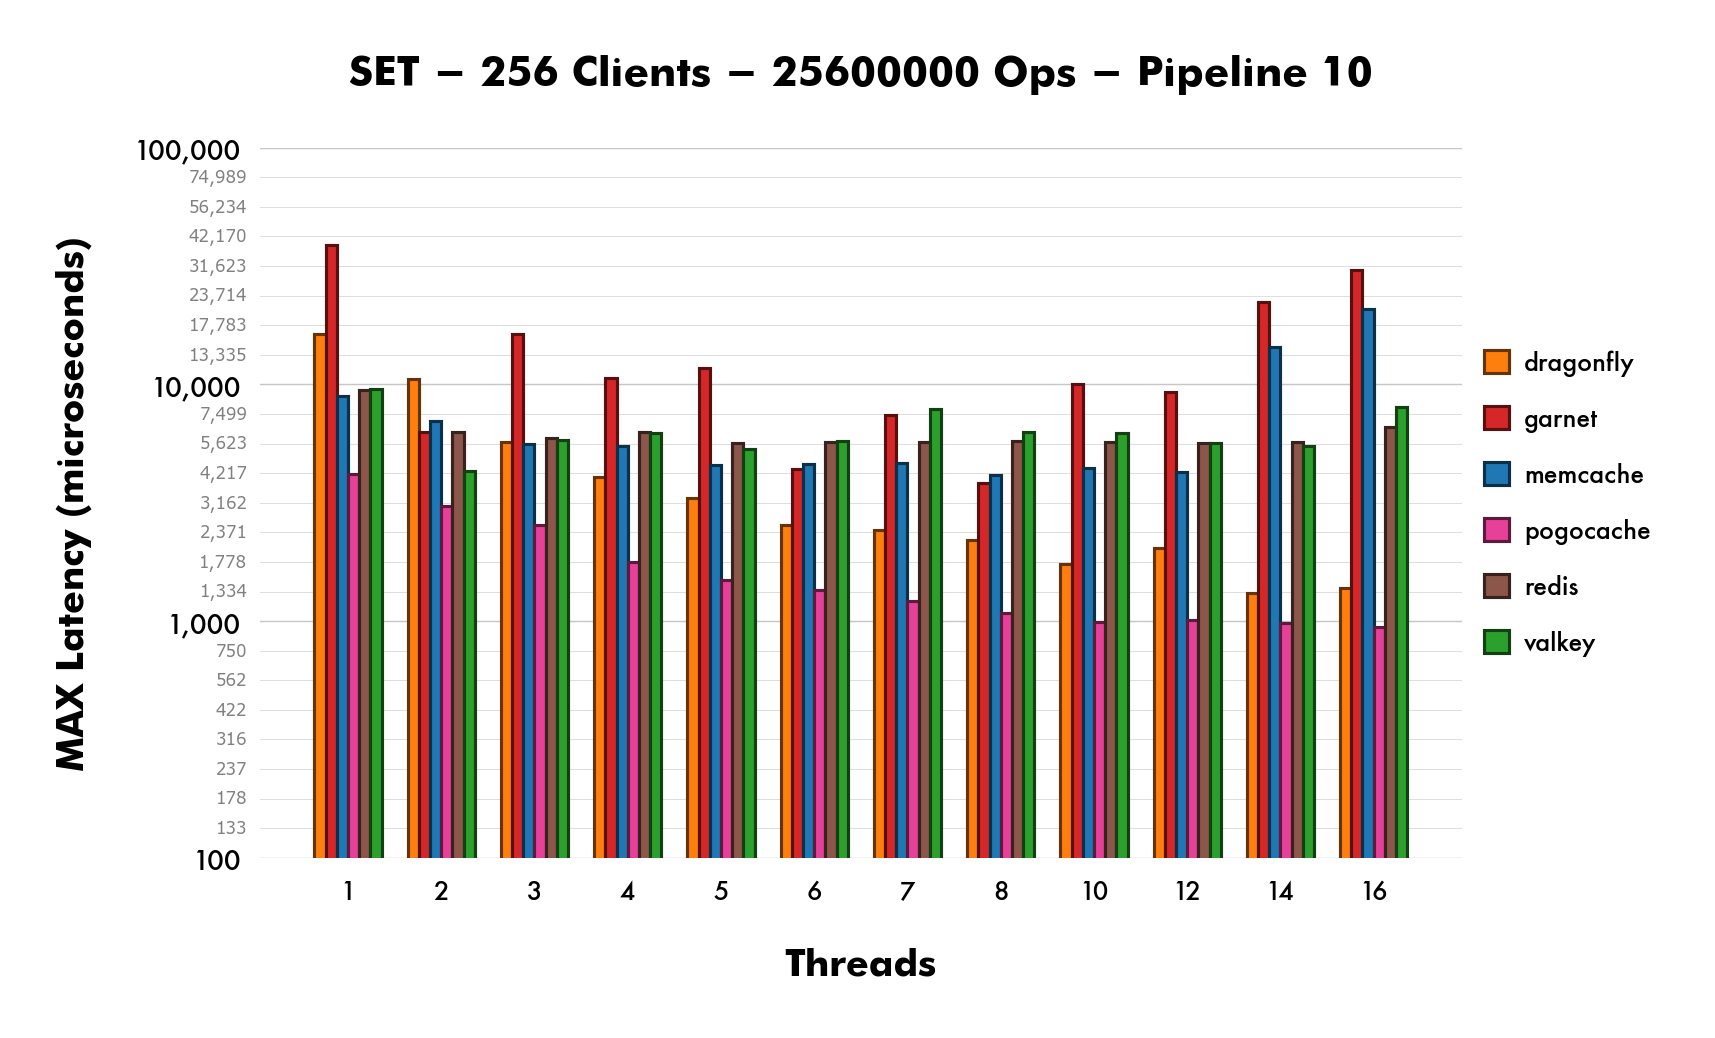 SET – 256 Clients – 25600000 Ops – Pipeline 10
MAX Latency (microseconds)
100,000
74,989
56,234
42,170
31,623
23,714
17,783
13,335
10,000
7,499
5,623
4,217
3,162
2,371
1,778
1,334
1,000
750
562
422
316
237
178
133
100
1 2 3 4 5 6 7 8 10 12 14 16
Threads
dragonfly
garnet
memcache
pogocache
redis
valkey